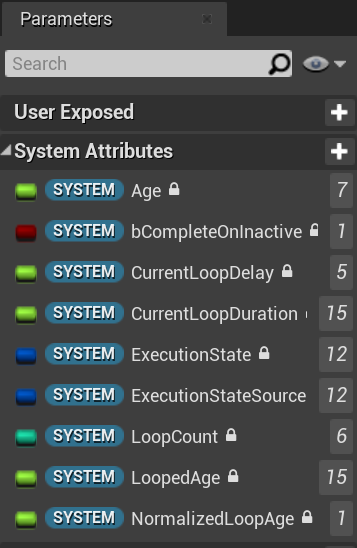 Parameters
Search
User Exposed
System Attributes
SYSTEM Age 7
SYSTEM bCompleteOnInactive 1
SYSTEM CurrentLoopDelay 5
SYSTEM CurrentLoopDuration 15
SYSTEM ExecutionState 12
SYSTEM ExecutionStateSource 12
SYSTEM LoopCount 6
SYSTEM LoopedAge 15
SYSTEM NormalizedLoopAge 1